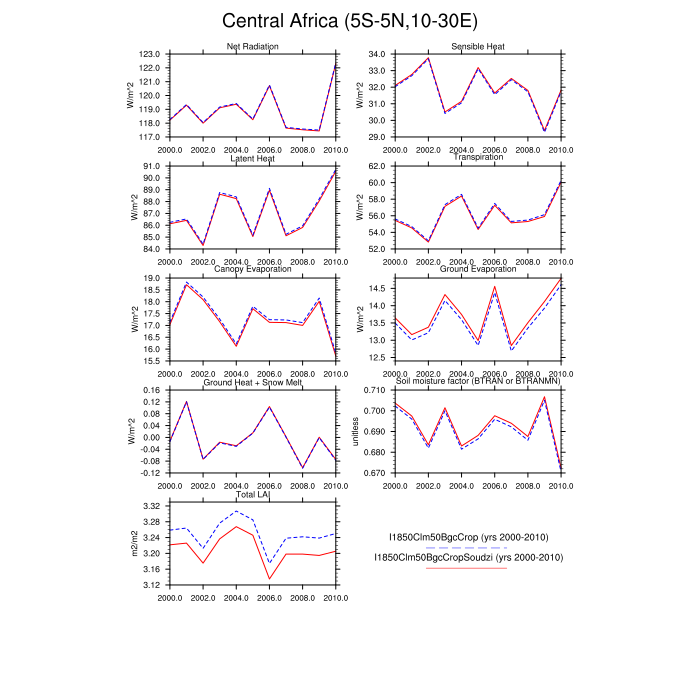 Central Africa (5S-5N,10-30E)
Net Radiation
123.0
122.0
121.0
120.0
119.0
118.0
117.0
W/m^2
2000.0 2002.0 2004.0 2006.0 2008.0 2010.0
Sensible Heat
34.0
33.0
32.0
31.0
30.0
29.0
W/m^2
2000.0 2002.0 2004.0 2006.0 2008.0 2010.0
Latent Heat
91.0
90.0
89.0
88.0
87.0
86.0
85.0
84.0
W/m^2
2000.0 2002.0 2004.0 2006.0 2008.0 2010.0
Transpiration
62.0
60.0
58.0
56.0
54.0
52.0
W/m^2
2000.0 2002.0 2004.0 2006.0 2008.0 2010.0
Canopy Evaporation
19.0
18.5
18.0
17.5
17.0
16.5
16.0
15.5
W/m^2
2000.0 2002.0 2004.0 2006.0 2008.0 2010.0
Ground Evaporation
14.5
14.0
13.5
13.0
12.5
W/m^2
2000.0 2002.0 2004.0 2006.0 2008.0 2010.0
Ground Heat + Snow Melt
0.16
0.12
0.08
0.04
0.00
-0.04
-0.08
-0.12
W/m^2
2000.0 2002.0 2004.0 2006.0 2008.0 2010.0
Soil moisture factor (BTRAN or BTRANMN)
0.710
0.700
0.690
0.680
0.670
unitless
2000.0 2002.0 2004.0 2006.0 2008.0 2010.0
Total LAI
3.32
3.28
3.24
3.20
3.16
3.12
m2/m2
2000.0 2002.0 2004.0 2006.0 2008.0 2010.0
I1850Clm50BgcCrop (yrs 2000-2010)
I1850Clm50BgcCropSoudzi (yrs 2000-2010)